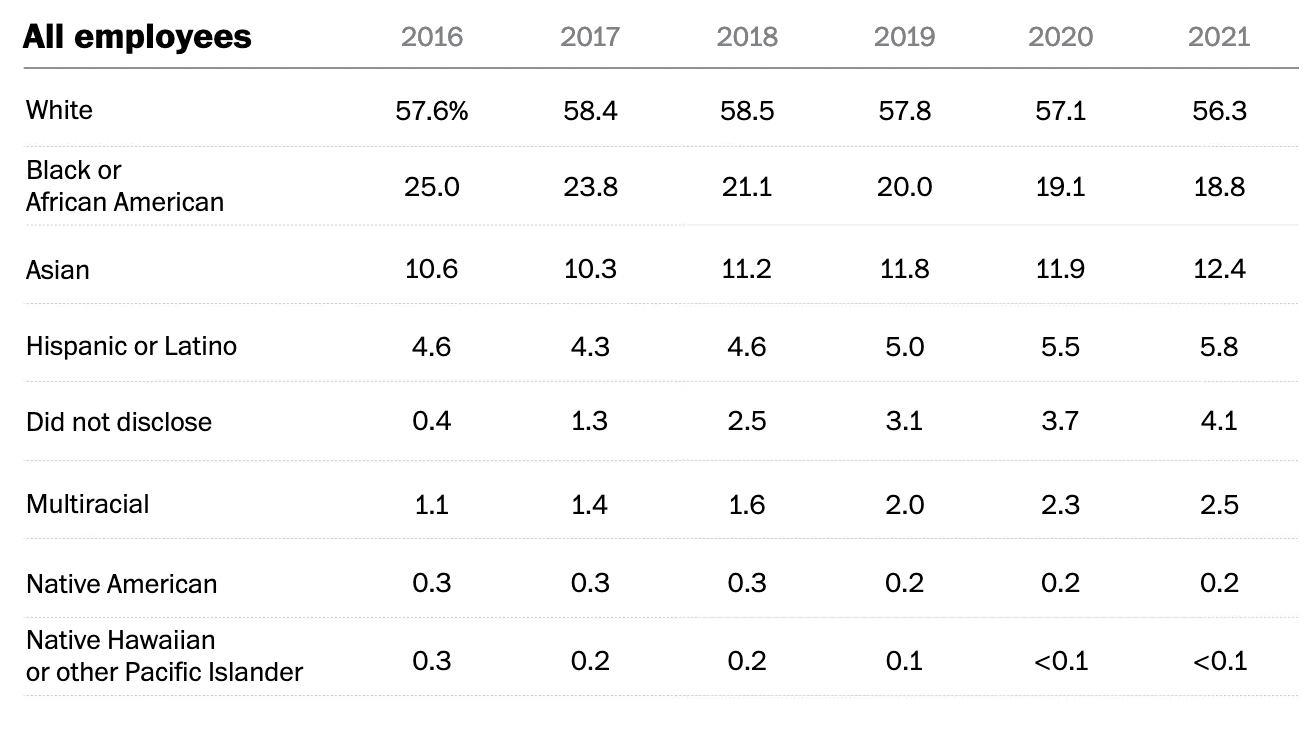 All employees 2016 2017 2018 2019 2020 2021
White 57.6% 58.4 58.5 57.8 57.1 56.3
Black or
African American 25.0 23.8 21.1 20.0 19.1 18.8
Asian 10.6 10.3 11.2 11.8 11.9 12.4
Hispanic or Latino 4.6 4.3 4.6 5.0 5.5 5.8
Did not disclose 0.4 1.3 2.5 3.1 3.7 4.1
Multiracial 1.1 1.4 1.6 2.0 2.3 2.5
Native American 0.3 0.3 0.3 0.2 0.2 0.2
Native Hawaiian
or other Pacific Islander 0.3 0.2 0.2 0.1 <0.1 <0.1